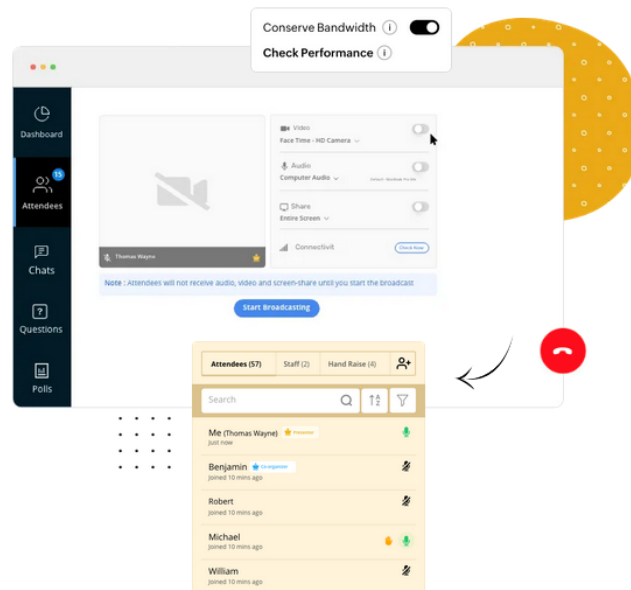 Conserve Bandwidth
Check Performance
Dashboard
15
Attendees
Chats
Questions
Polls
Video
Face Time - HD Camera
Audio
Computer Audio
Share
Entire Screen
Connectivit
Check Now
Thomas Wayne
Note : Attendees will not receive audio, video and screen-share until you start the broadcast
Start Broadcasting
Attendees (57) Staff (2) Hand Raise (4)
Search
Me (Thomas Wayne) Presenter
Just now
Benjamin Co-organizer
Joined 10 mins ago
Robert
Joined 10 mins ago
Michael
Joined 10 mins ago
William
Joined 10 mins ago